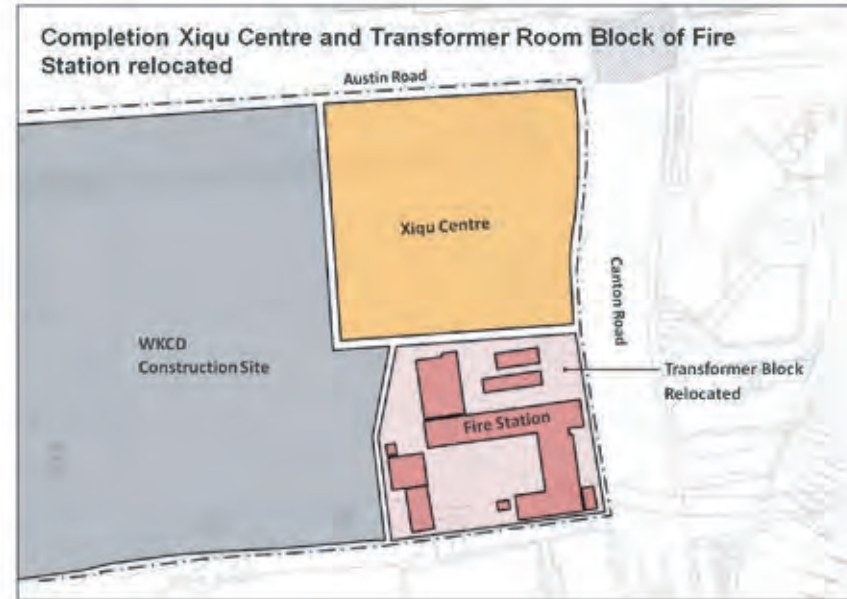 Completion Xiqu Centre and Transformer Room Block of Fire
Station relocated
Austin Road
Xiqu Centre
Canton Road
WKCD
Construction Site
Transformer Block
Relocated
Fire Station